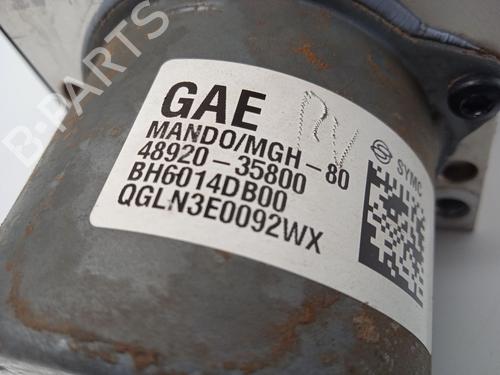 B-PARTS
GAE
MANDO/MGH-80
48920-35800
BH6014DB00
QGLN3E0092WX
SYMC